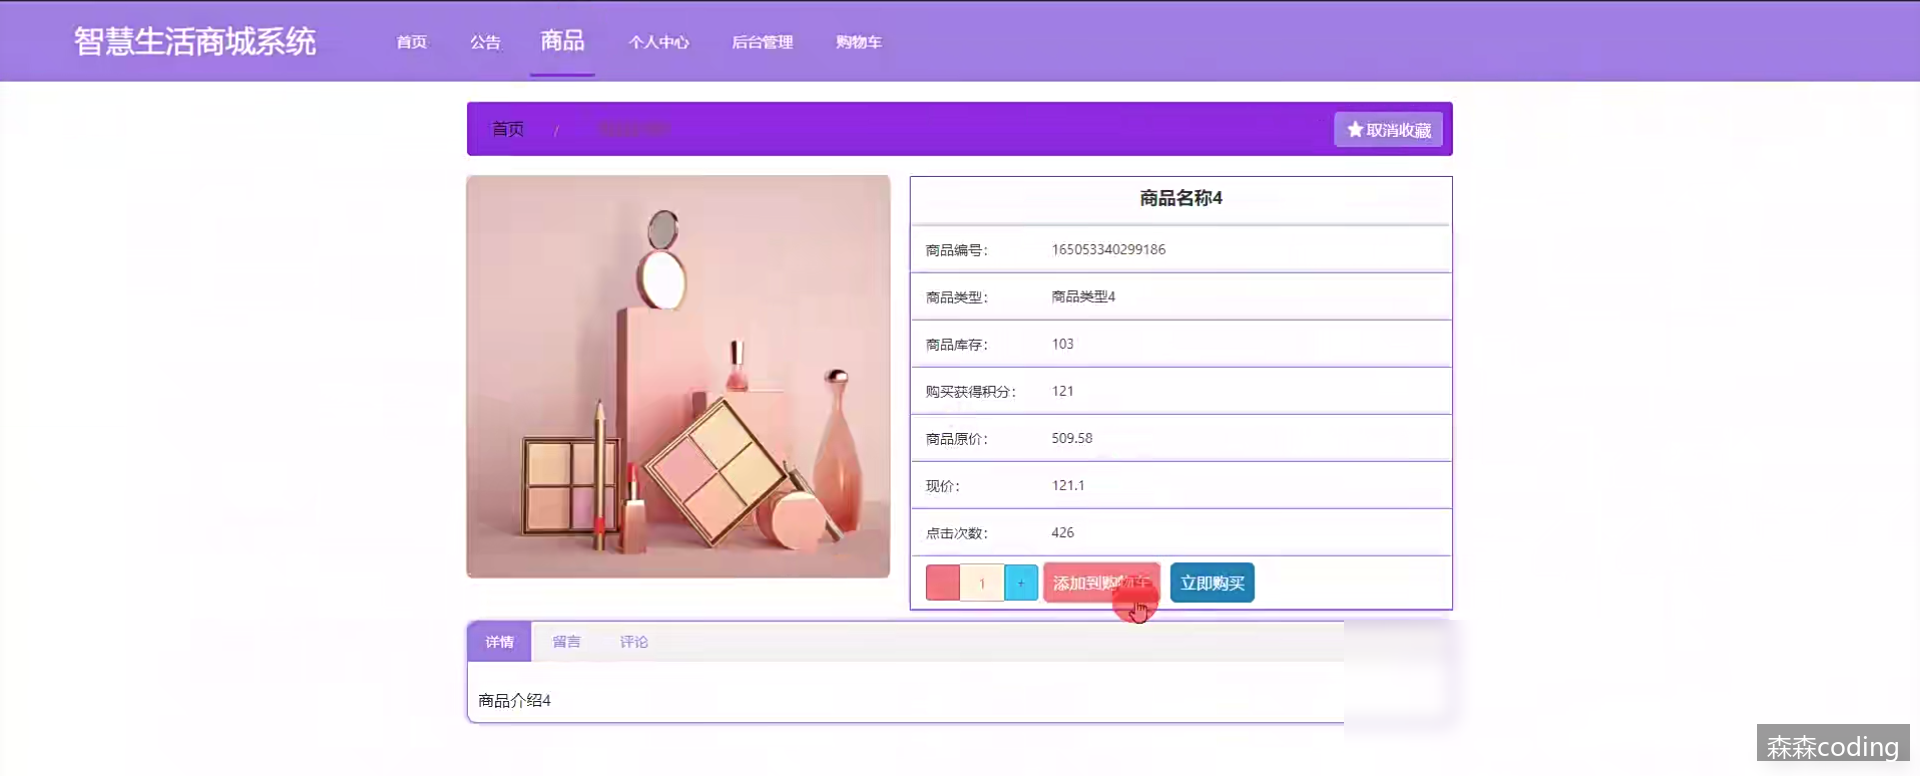 智慧生活商城系统 首页 公告 商品 个人中心 后台管理 购物车
首页 / 取消收藏
商品名称4
商品编号: 165053340299186
商品类型: 商品类型4
商品库存: 103
购买获得积分: 121
商品原价: 509.58
现价: 121.1
点击次数: 426
1 + 添加到购 立即购买
详情 留言 评论
商品介绍4
森森coding